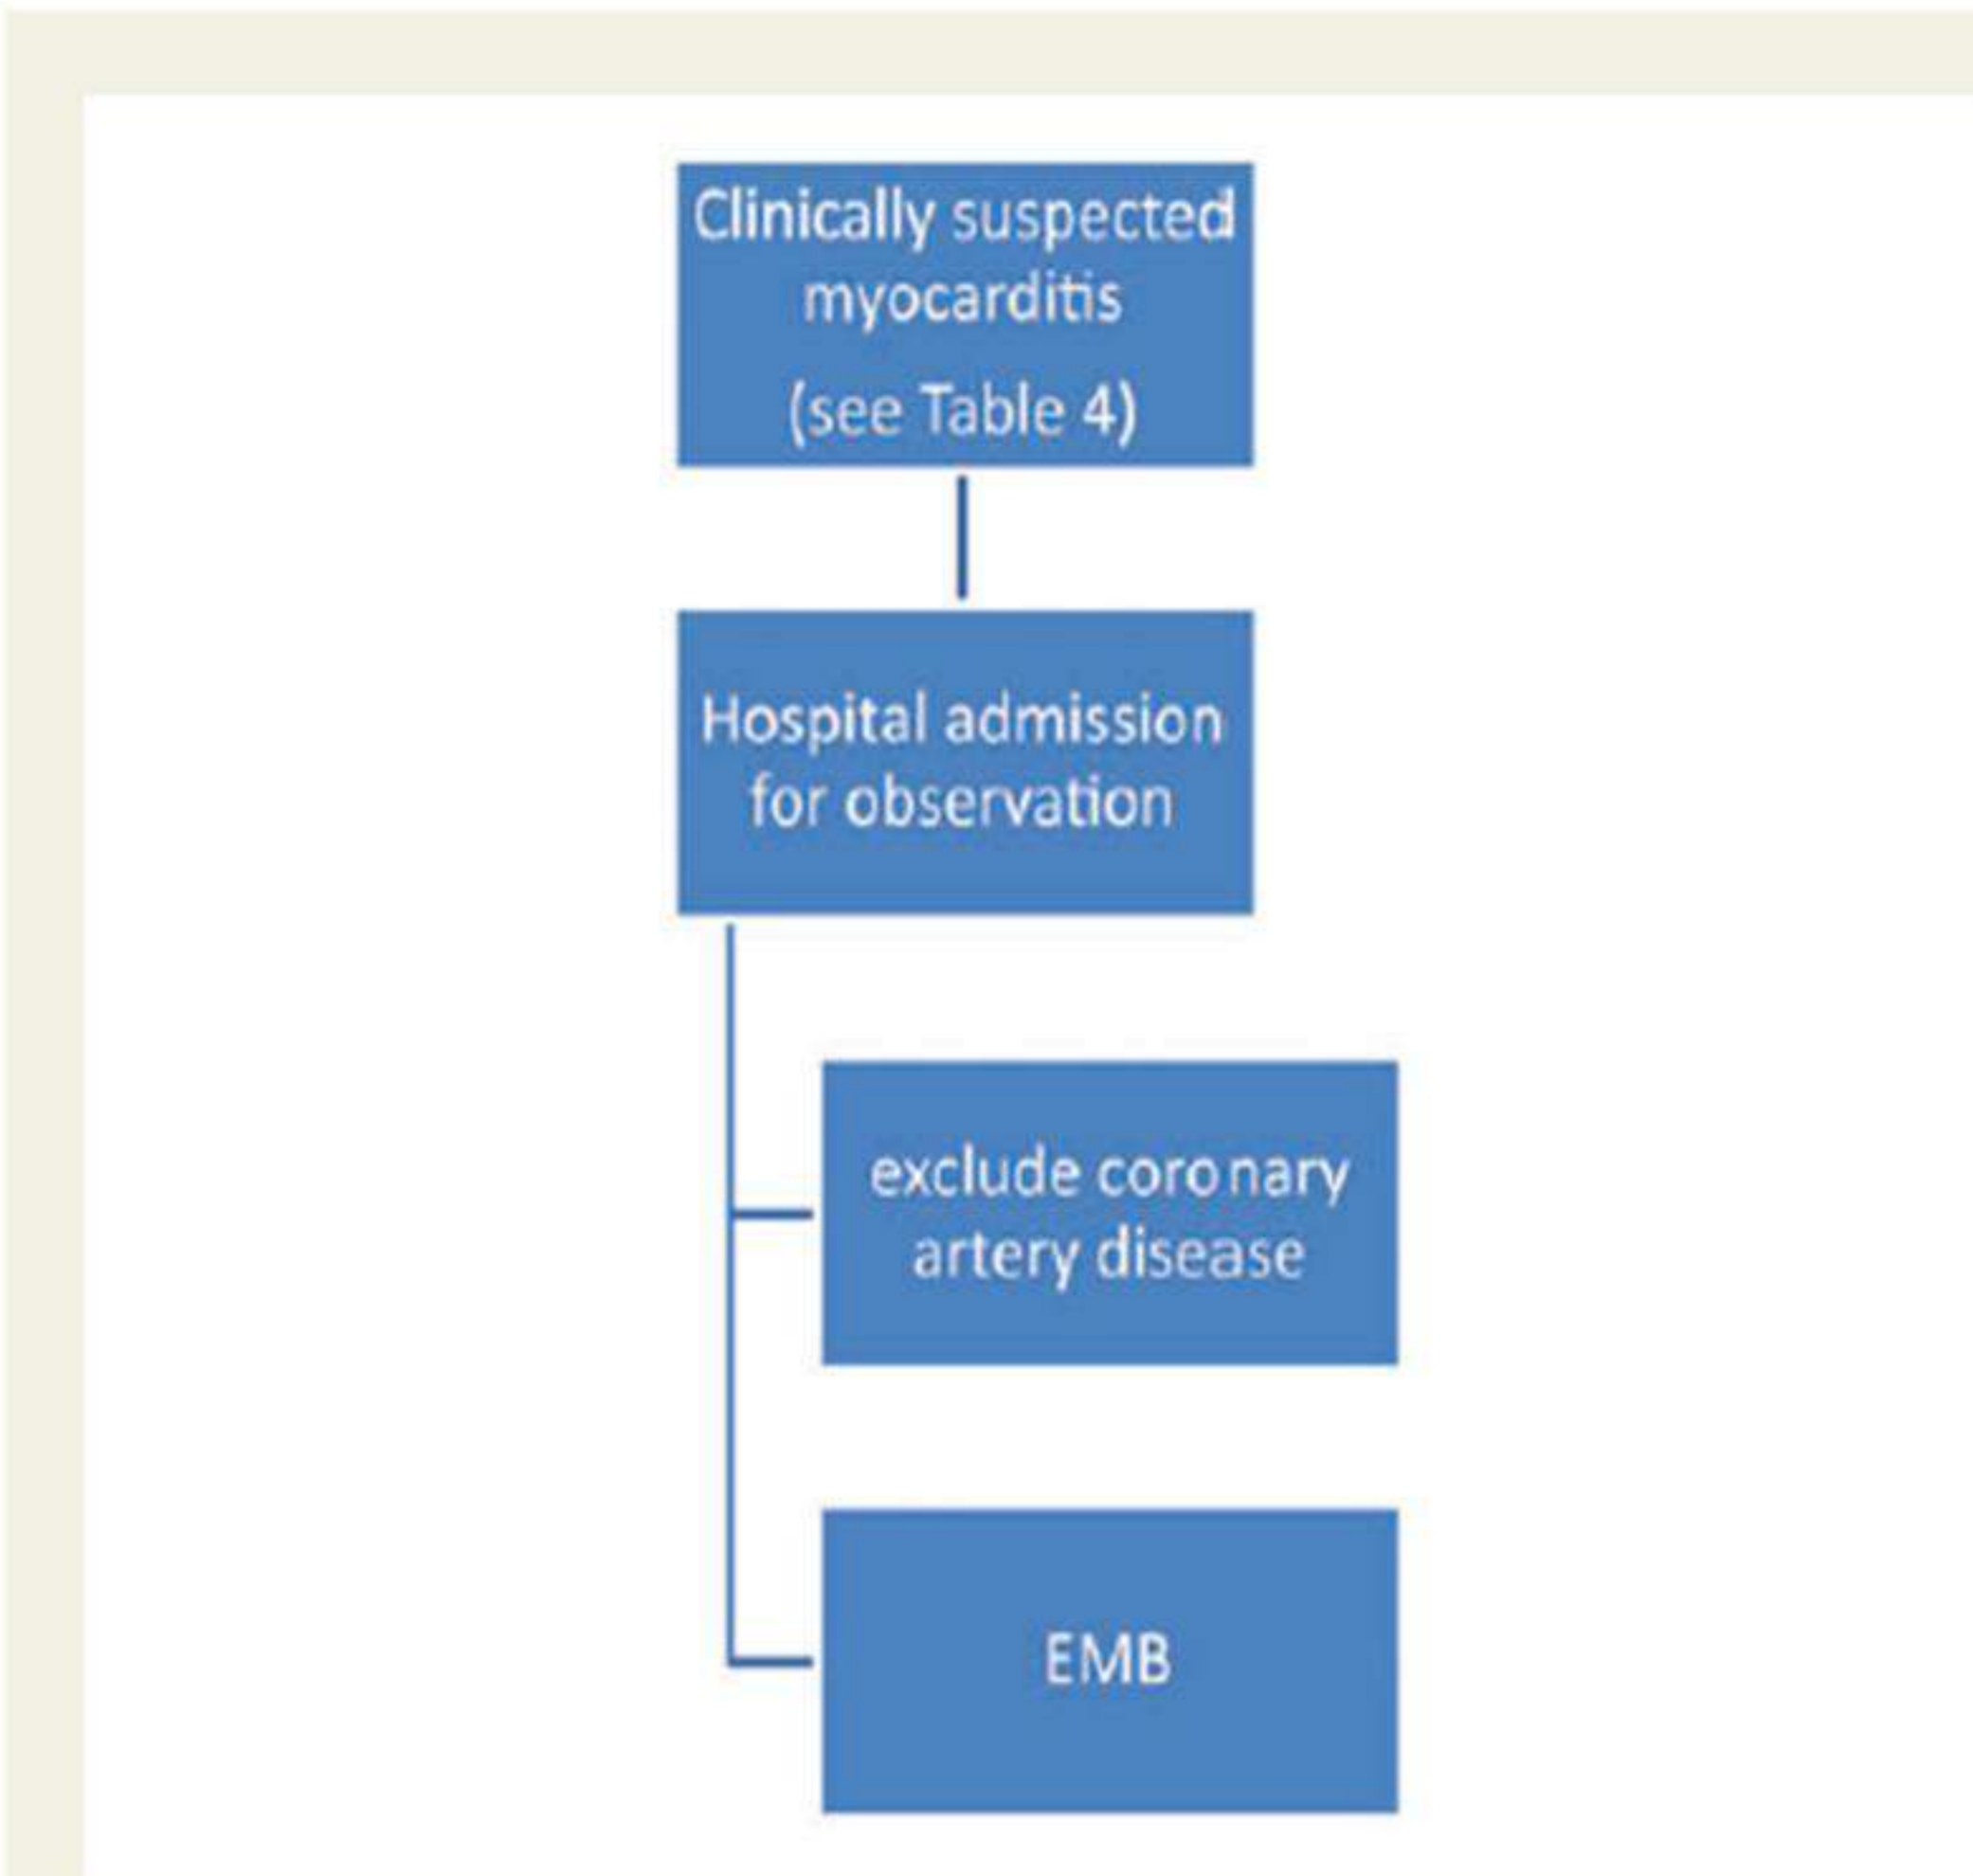 Clinically suspected
myocarditis
(see Table 4)
Hospital admission
for observation
exclude coronary
artery disease
EMB